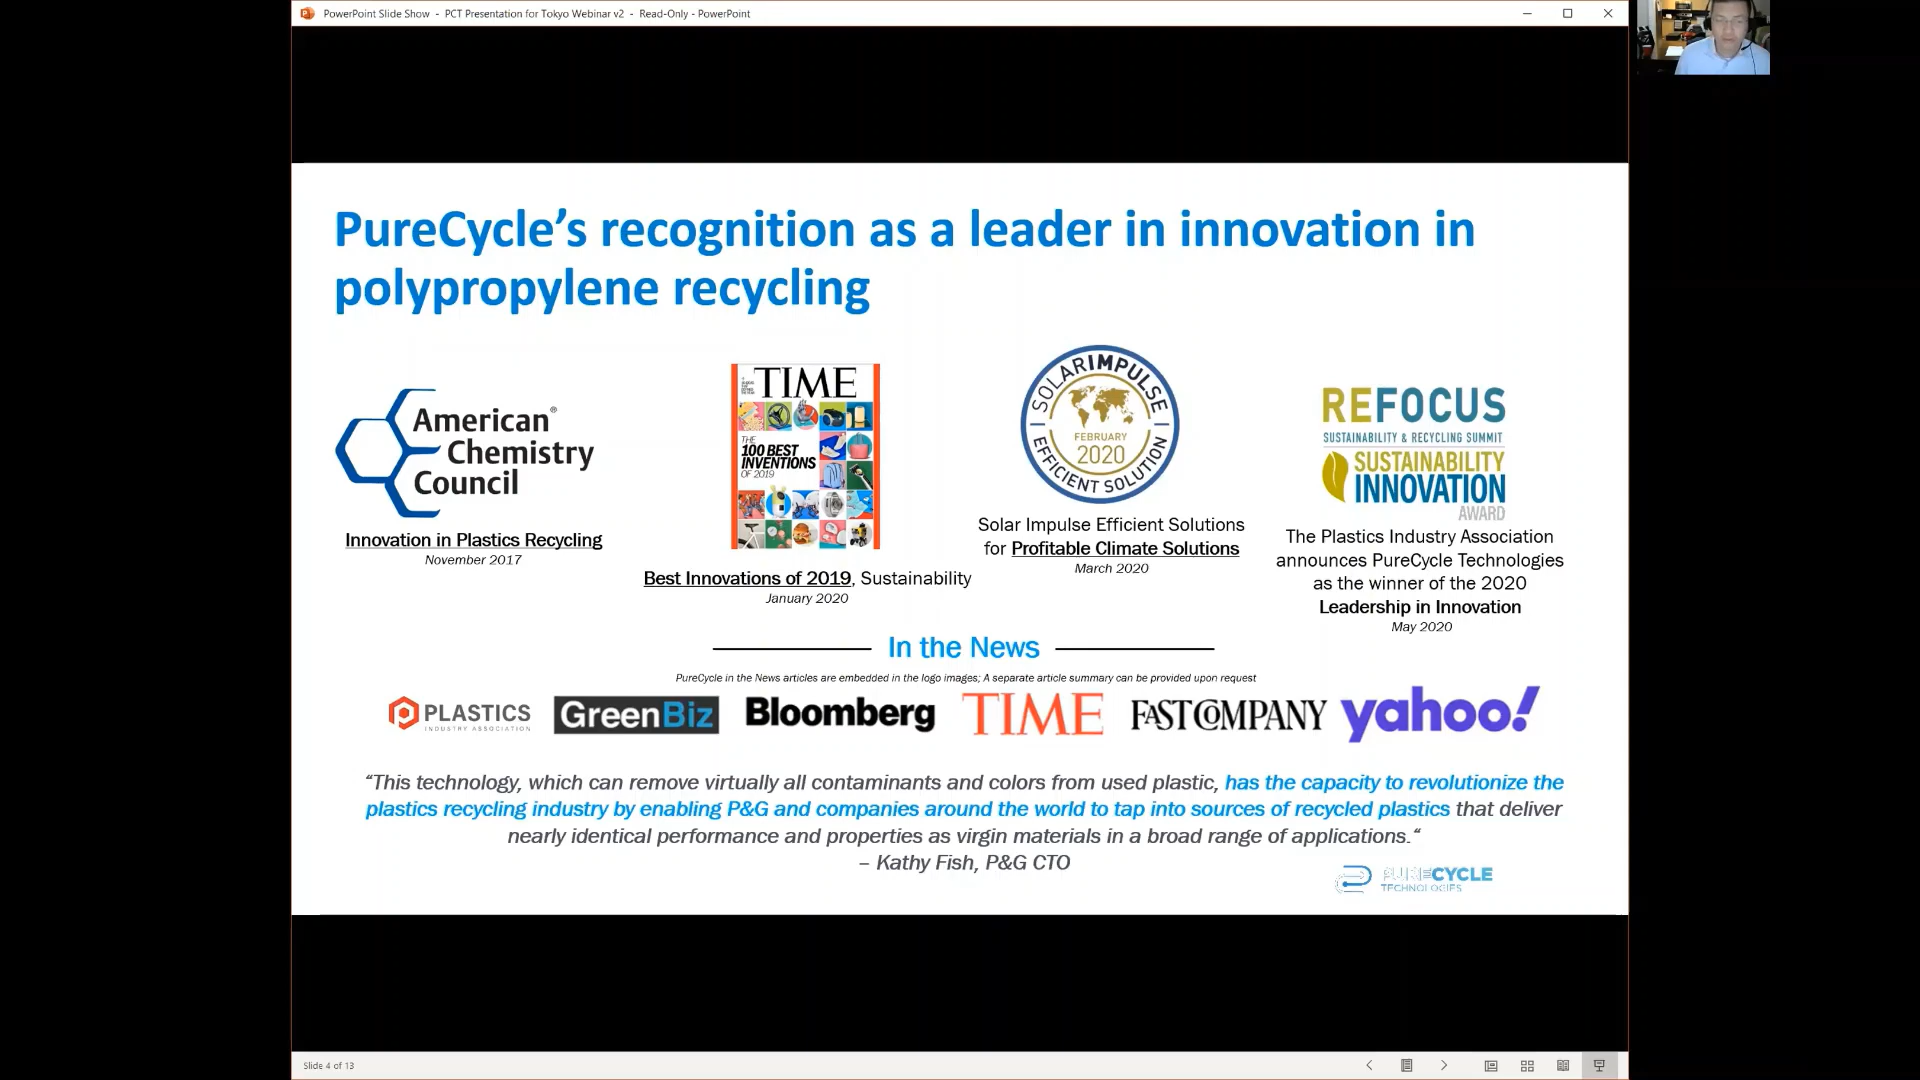 PowerPoint Slide Show - PCT Presentation for Tokyo Webinar v2 - Read-Only - PowerPoint
PureCycle’s recognition as a leader in innovation in
polypropylene recycling
American®
Chemistry
Council
Innovation in Plastics Recycling
November 2017
TIME
THE
100 BEST
INVENTIONS
OF 2019
Best Innovations of 2019, Sustainability
January 2020
SOLARIMPULSE
FEBRUARY
2020
EFFICIENT SOLUTION
Solar Impulse Efficient Solutions
for Profitable Climate Solutions
March 2020
REFOCUS
SUSTAINABILITY & RECYCLING SUMMIT
SUSTAINABILITY
INNOVATION
AWARD
The Plastics Industry Association
announces PureCycle Technologies
as the winner of the 2020
Leadership in Innovation
May 2020
In the News
PureCycle in the News articles are embedded in the logo images; A separate article summary can be provided upon request
PLASTICS
INDUSTRY ASSOCIATION
GreenBiz
Bloomberg
TIME
FAST COMPANY
yahoo!
“This technology, which can remove virtually all contaminants and colors from used plastic, has the capacity to revolutionize the
plastics recycling industry by enabling P&G and companies around the world to tap into sources of recycled plastics that deliver
nearly identical performance and properties as virgin materials in a broad range of applications.“
– Kathy Fish, P&G CTO
PURECYCLE
TECHNOLOGIES
Slide 4 of 13